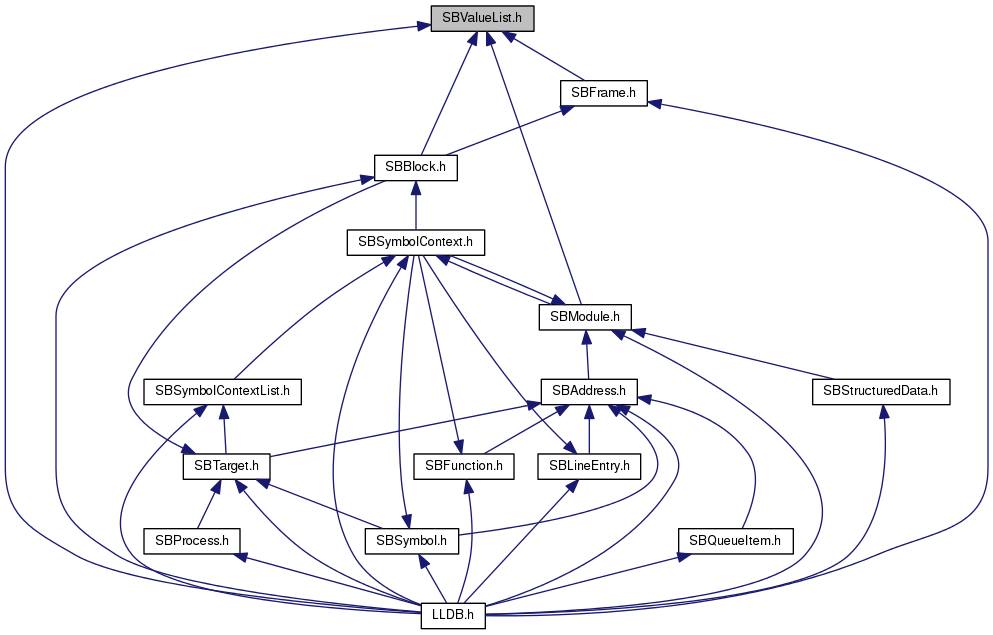 SBValueList.h
SBFrame.h
SBBlock.h
SBSymbolContext.h
SBModule.h
SBSymbolContextList.h
SBAddress.h
SBStructuredData.h
SBTarget.h
SBFunction.h
SBLineEntry.h
SBProcess.h
SBSymbol.h
SBQueueItem.h
LLDB.h